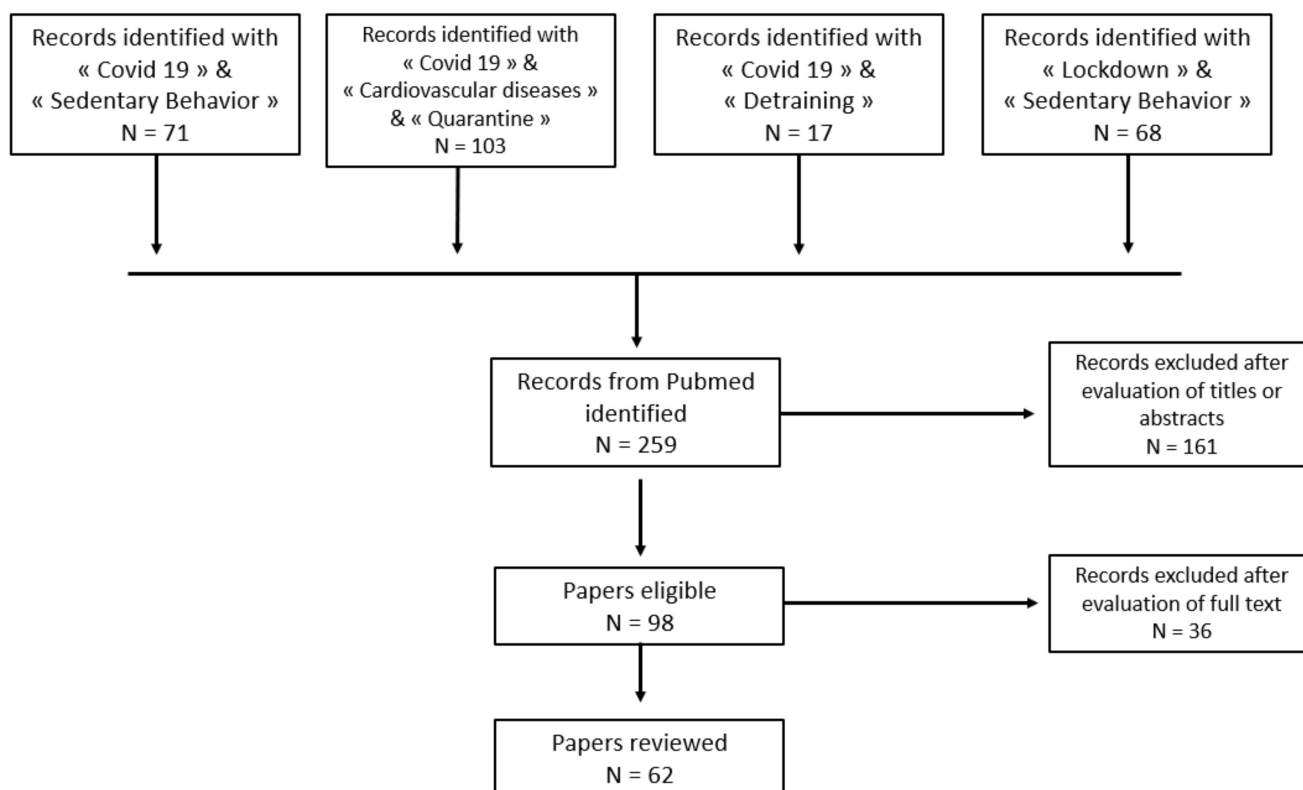 Records identified with
« Covid 19 » &
« Sedentary Behavior »
N = 71
Records identified with
« Covid 19 » &
« Cardiovascular diseases »
& « Quarantine »
N = 103
Records identified with
« Covid 19 » &
« Detraining »
N = 17
Records identified with
« Lockdown » &
« Sedentary Behavior »
N = 68
Records from Pubmed
identified
N = 259
Records excluded after
evaluation of titles or
abstracts
N = 161
Papers eligible
N = 98
Records excluded after
evaluation of full text
N = 36
Papers reviewed
N = 62